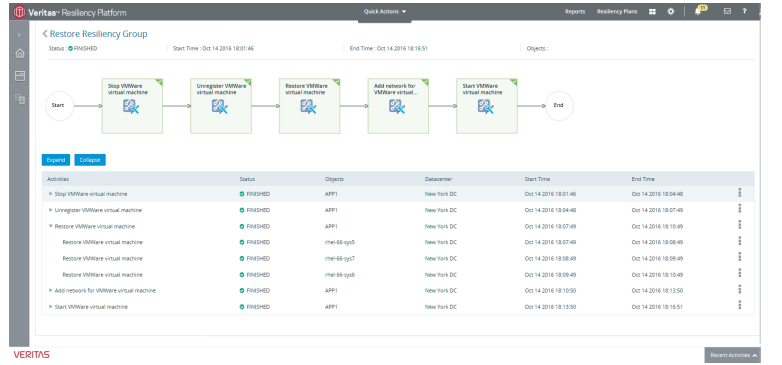 Veritas™ Resiliency Platform
Quick Actions
Reports Resiliency Plans ?
Restore Resiliency Group
Status : FINISHED Start Time : Oct 14 2016 18:01:46 End Time : Oct 14 2016 18:16:51 Objects :
Start
Stop VMWare
virtual machine
Unregister VMWare
virtual machine
Restore VMWare
virtual machine
Add network for
VMWare virtual...
Start VMWare
virtual machine
End
Expand Collapse
Activities Status Objects Datacenter Start Time End Time
Stop VMWare virtual machine FINISHED APP1 New York DC Oct 14 2016 18:01:46 Oct 14 2016 18:04:48
Unregister VMWare virtual machine FINISHED APP1 New York DC Oct 14 2016 18:04:48 Oct 14 2016 18:07:49
Restore VMWare virtual machine FINISHED APP1 New York DC Oct 14 2016 18:07:49 Oct 14 2016 18:10:49
Restore VMWare virtual machine FINISHED rhel-66-sys5 New York DC Oct 14 2016 18:07:49 Oct 14 2016 18:08:49
Restore VMWare virtual machine FINISHED rhel-66-sys7 New York DC Oct 14 2016 18:08:49 Oct 14 2016 18:09:49
Restore VMWare virtual machine FINISHED rhel-66-sys8 New York DC Oct 14 2016 18:09:49 Oct 14 2016 18:10:49
Add network for VMWare virtual machine FINISHED APP1 New York DC Oct 14 2016 18:10:50 Oct 14 2016 18:13:50
Start VMWare virtual machine FINISHED APP1 New York DC Oct 14 2016 18:13:50 Oct 14 2016 18:16:51
VERITAS
Recent Activities